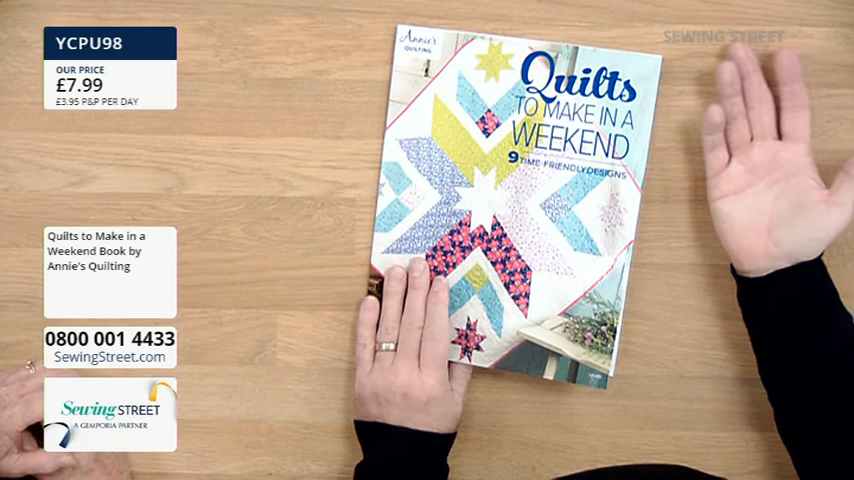 YCPU98
OUR PRICE
£7.99
£3.95 P&P PER DAY
Quilts to Make in a
Weekend Book by
Annie's Quilting
0800 001 4433
SewingStreet.com
Sewing STREET
A GEMPORIA PARTNER
Annie's
QUILTING
Quilts
TO MAKE IN A
WEEKEND
9 TIME-FRIENDLY DESIGNS
SEWING STREET